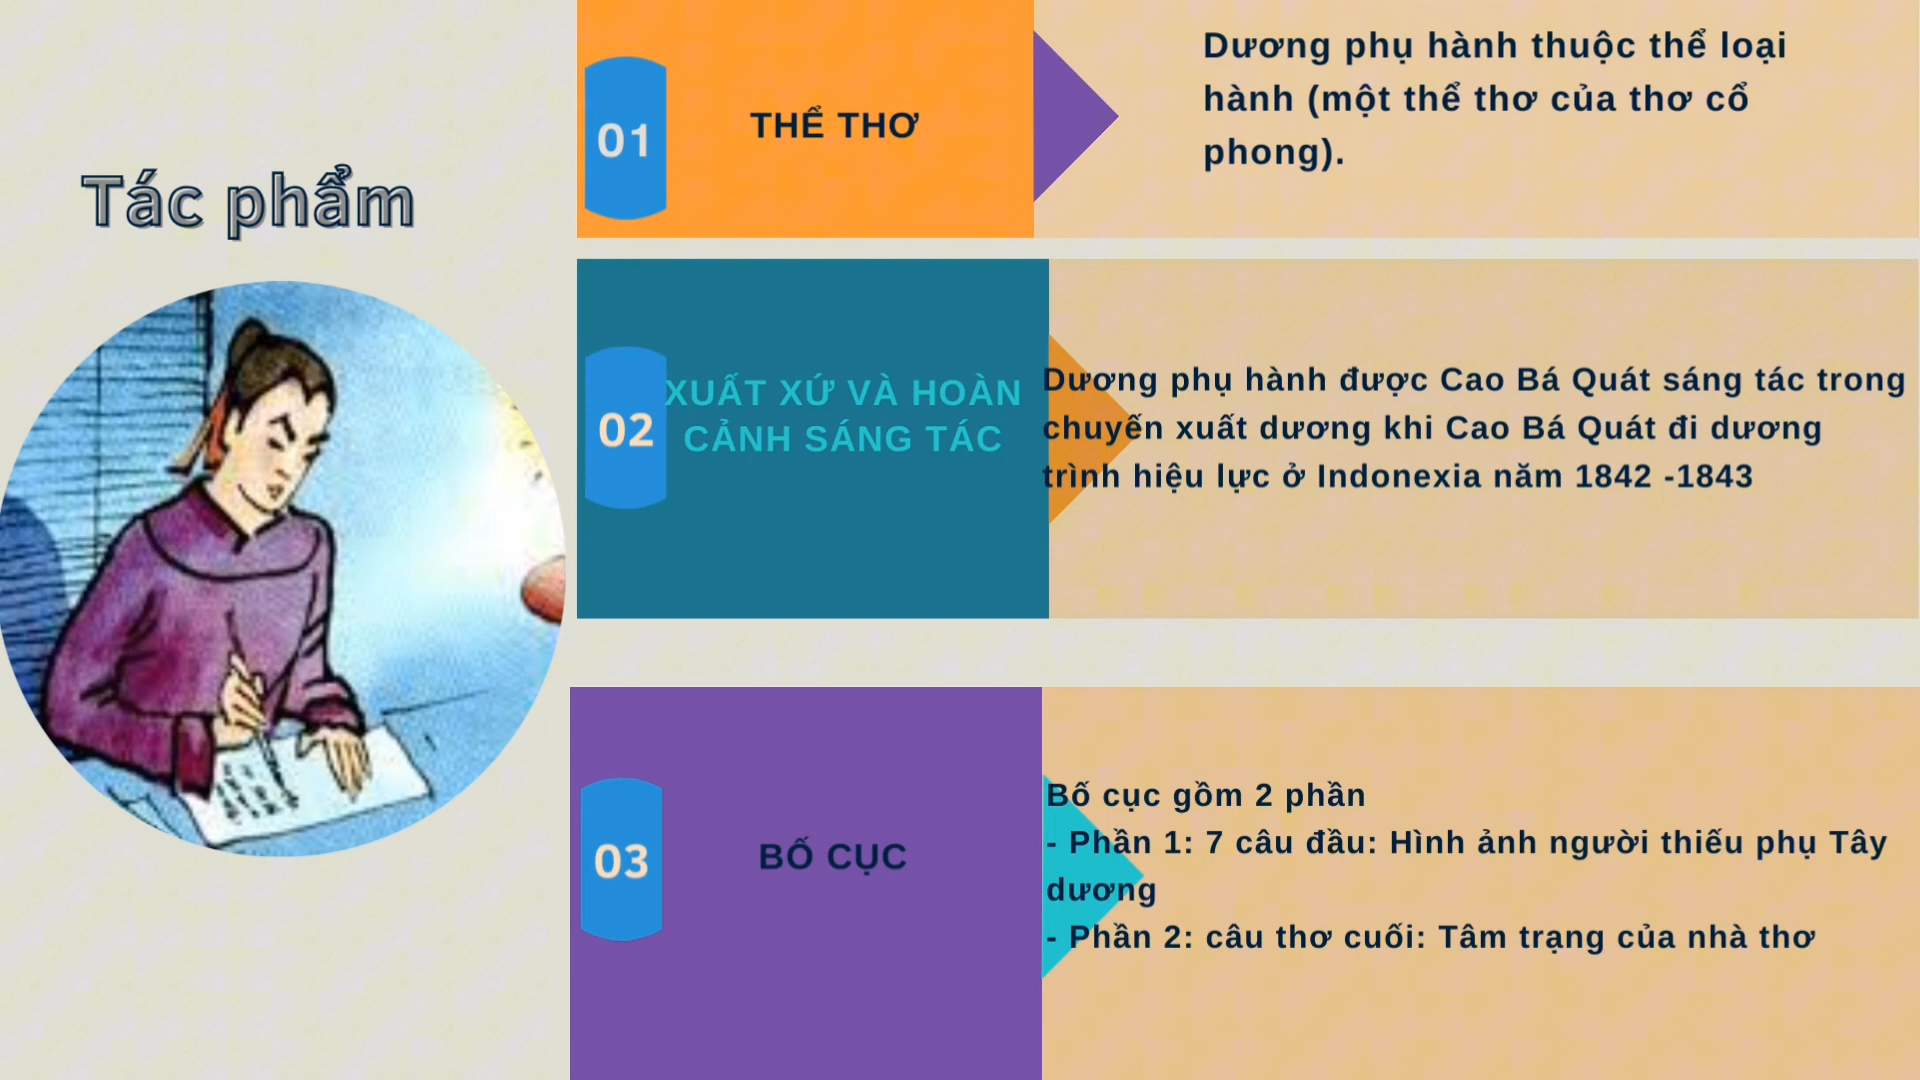 Tác phẩm
01
THỂ THƠ
Dương phụ hành thuộc thể loại
hành (một thể thơ của thơ cổ
phong).
02
XUẤT XỨ VÀ HOÀN
CẢNH SÁNG TÁC
Dương phụ hành được Cao Bá Quát sáng tác trong
chuyến xuất dương khi Cao Bá Quát đi dương
trình hiệu lực ở Indonexia năm 1842 -1843
03
BỐ CỤC
Bố cục gồm 2 phần
- Phần 1: 7 câu đầu: Hình ảnh người thiếu phụ Tây
dương
- Phần 2: câu thơ cuối: Tâm trạng của nhà thơ